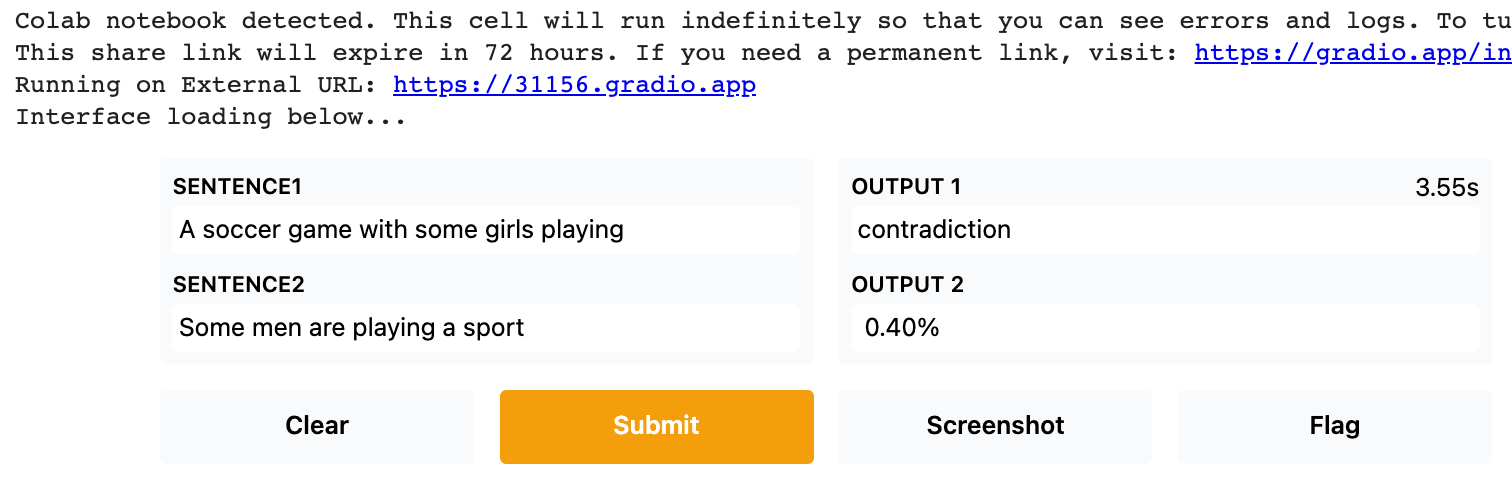 Colab notebook detected. This cell will run indefinitely so that you can see errors and logs. To tu
This share link will expire in 72 hours. If you need a permanent link, visit: https://gradio.app/in
Running on External URL: https://31156.gradio.app
Interface loading below...
SENTENCE1
A soccer game with some girls playing
SENTENCE2
Some men are playing a sport
OUTPUT 1 3.55s
contradiction
OUTPUT 2
0.40%
Clear Submit Screenshot Flag